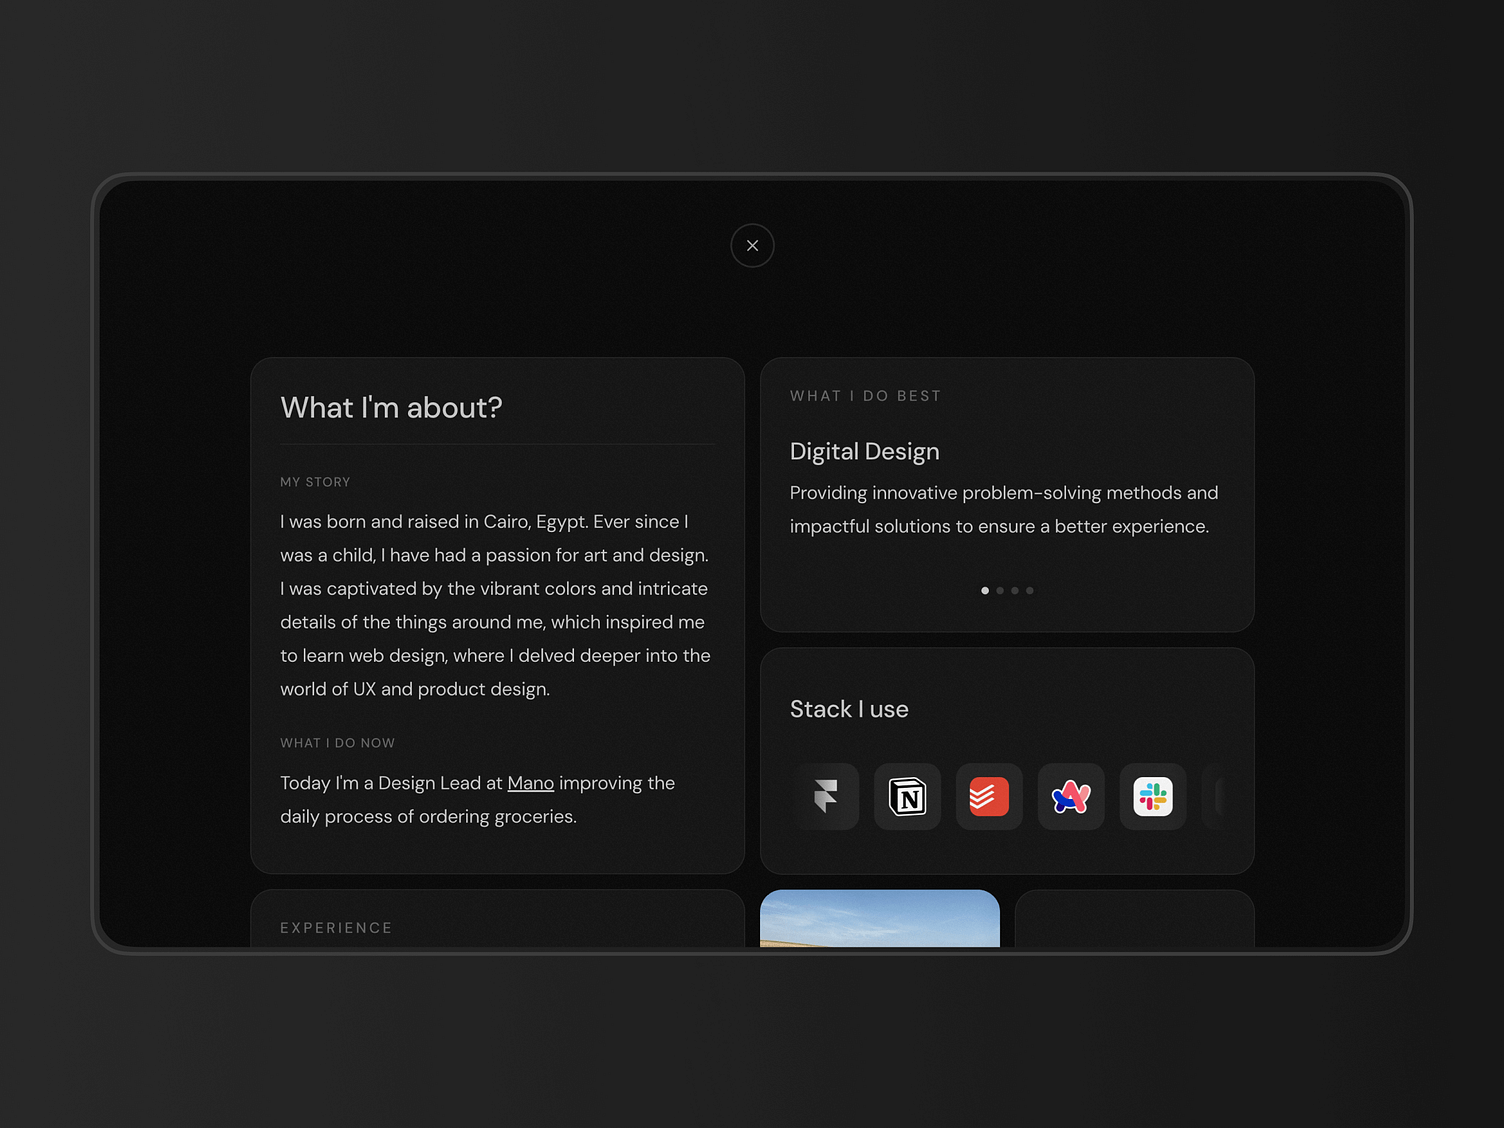 What I'm about?
MY STORY
I was born and raised in Cairo, Egypt. Ever since I
was a child, I have had a passion for art and design.
I was captivated by the vibrant colors and intricate
details of the things around me, which inspired me
to learn web design, where I delved deeper into the
world of UX and product design.
WHAT I DO NOW
Today I'm a Design Lead at Mano improving the
daily process of ordering groceries.
EXPERIENCE
WHAT I DO BEST
Digital Design
Providing innovative problem-solving methods and
impactful solutions to ensure a better experience.
Stack I use
N